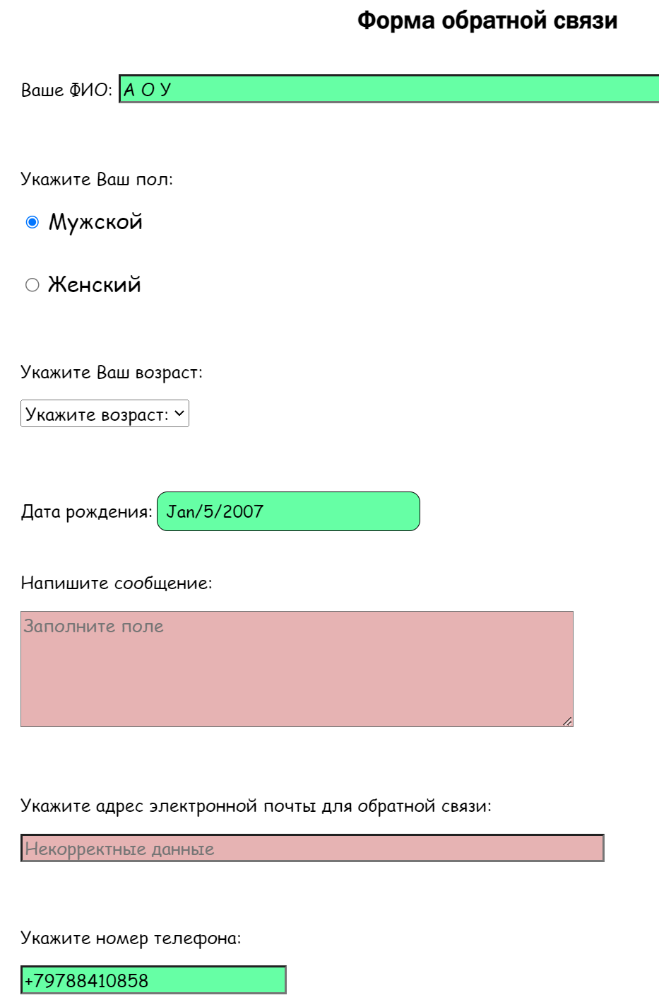 Форма обратной связи
Ваше ФИО: А О У
Укажите Ваш пол:
Мужской
Женский
Укажите Ваш возраст:
Укажите возраст:
Дата рождения: Jan/5/2007
Напишите сообщение:
Заполните поле
Укажите адрес электронной почты для обратной связи:
Некорректные данные
Укажите номер телефона:
+79788410858